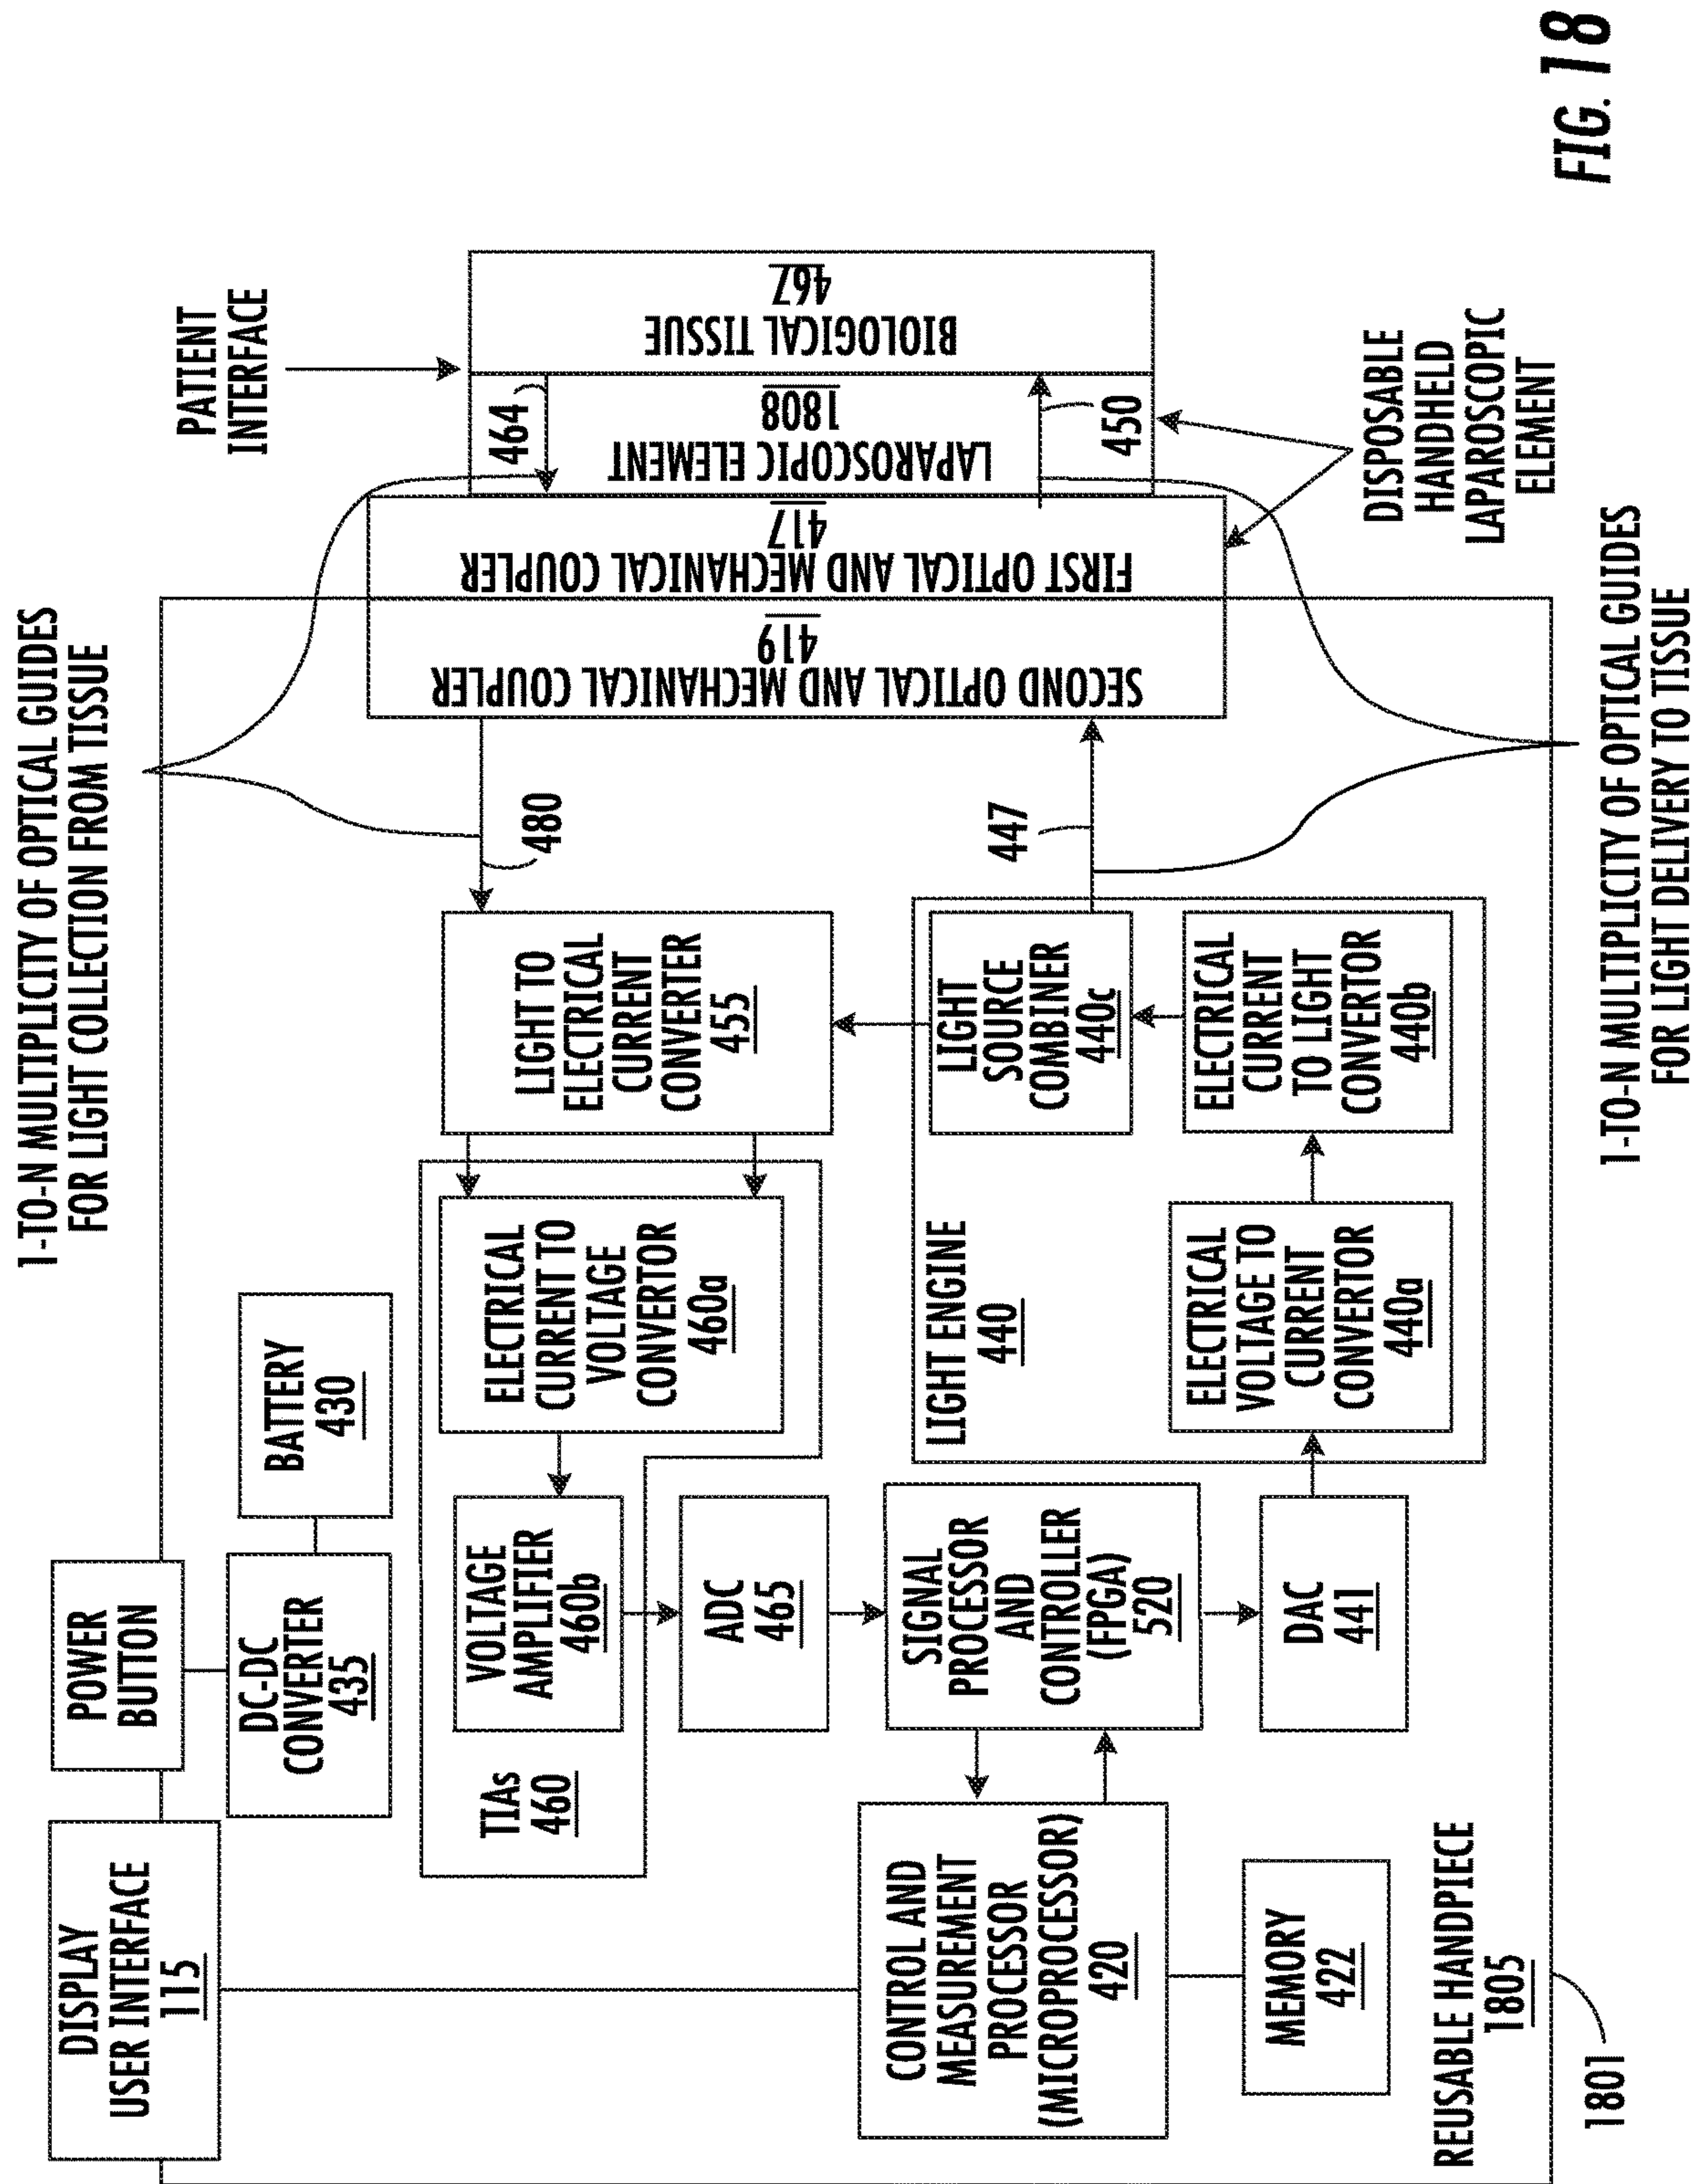 1-TO-N MULTIPLICITY OF OPTICAL GUIDES
FOR LIGHT COLLECTION FROM TISSUE
DISPLAY
USER INTERFACE
115
POWER
BUTTON
DC-DC
CONVERTER
435
BATTERY
430
PATIENT
INTERFACE
TIAs
460
VOLTAGE
AMPLIFIER
460b
ELECTRICAL
CURRENT TO
VOLTAGE
CONVERTOR
460a
LIGHT TO
ELECTRICAL
CURRENT
CONVERTER
455
480
464
SECOND OPTICAL AND MECHANICAL COUPLER
419
FIRST OPTICAL AND MECHANICAL COUPLER
417
LAPAROSCOPIC ELEMENT
1808
BIOLOGICAL TISSUE
467
ADC
465
CONTROL AND
MEASUREMENT
PROCESSOR
(MICROPROCESSOR)
420
SIGNAL
PROCESSOR
AND
CONTROLLER
(FPGA)
520
LIGHT ENGINE
440
LIGHT
SOURCE
COMBINER
440c
447
450
MEMORY
422
DAC
441
ELECTRICAL
VOLTAGE TO
CURRENT
CONVERTOR
440a
ELECTRICAL
CURRENT
TO LIGHT
CONVERTOR
440b
DISPOSABLE
HANDHELD
LAPAROSCOPIC
ELEMENT
REUSABLE HANDPIECE
1805
1801
1-TO-N MULTIPLICITY OF OPTICAL GUIDES
FOR LIGHT DELIVERY TO TISSUE
FIG. 18